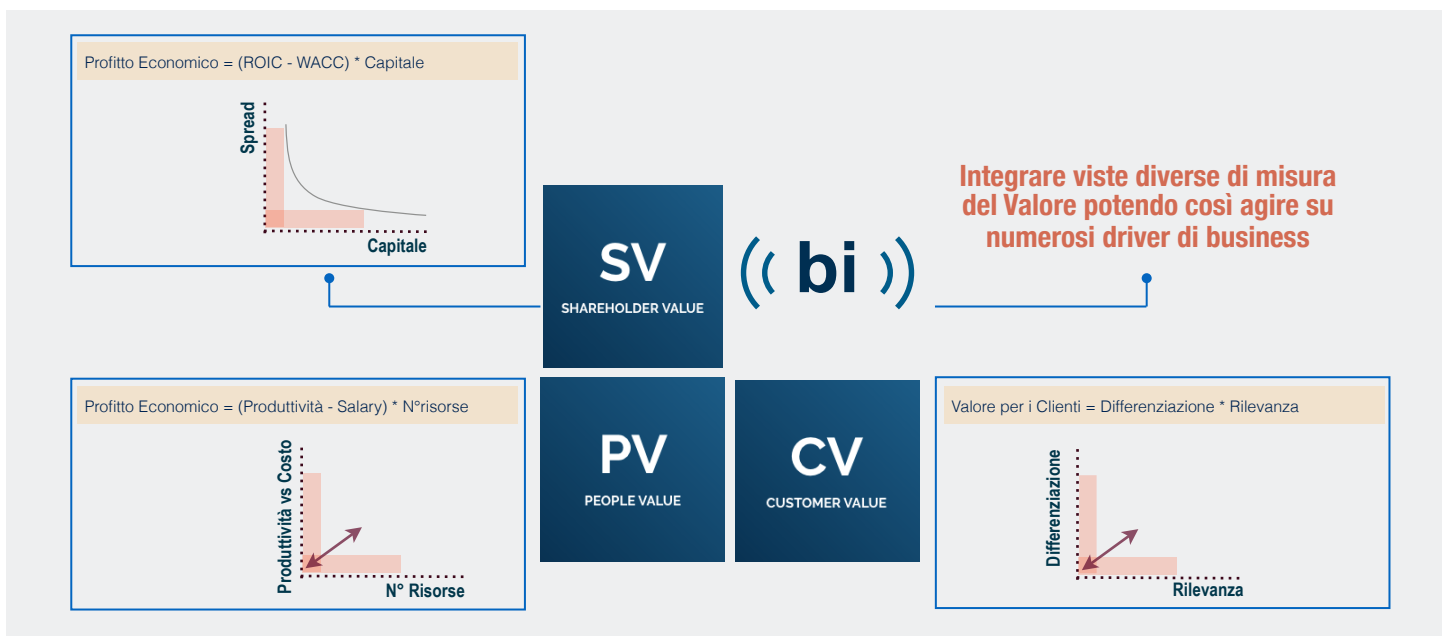 Profitto Economico = (ROIC - WACC) * Capitale
Spread
Capitale
SV
SHAREHOLDER VALUE
(( bi ))
Integrare viste diverse di misura
del Valore potendo così agire su
numerosi driver di business
Profitto Economico = (Produttività - Salary) * N°risorse
Produttività vs Costo
N° Risorse
PV
PEOPLE VALUE
CV
CUSTOMER VALUE
Valore per i Clienti = Differenziazione * Rilevanza
Differenziazione
Rilevanza